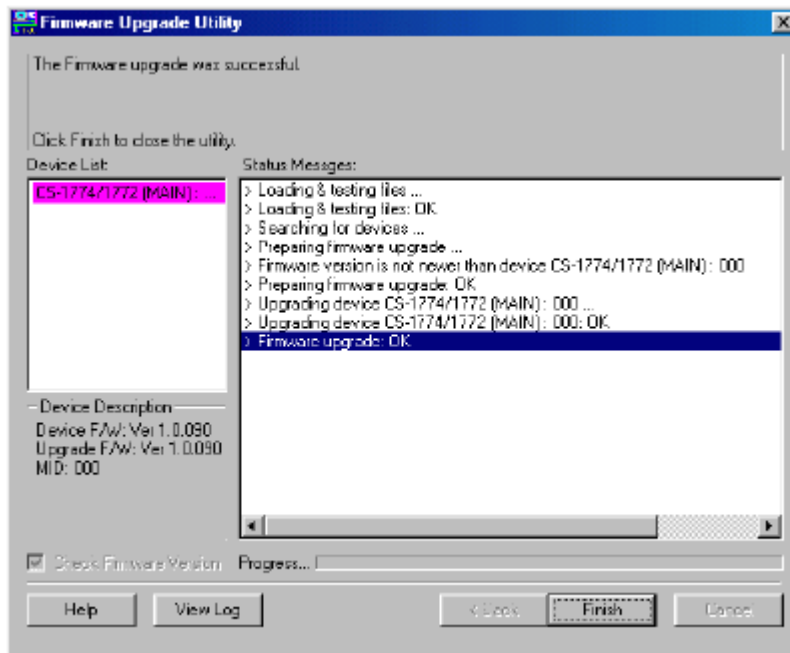 Firmware Upgrade Utility
The Firmware upgrade was successful.
Click Finish to close the utility.
Device List:
CS-1774/1772 (MAIN): ...
Status Messges:
> Loading & testing files ...
> Loading & testing files: OK
> Searching for devices ...
> Preparing firmware upgrade ...
> Firmware version is not newer than device CS-1774/1772 (MAIN): 000
> Preparing firmware upgrade: OK
> Upgrading device CS-1774/1772 (MAIN): 000 ...
> Upgrading device CS-1774/1772 (MAIN): 000: OK
> Firmware upgrade: OK
Device Description
Device F/W: Ver 1.0.090
Upgrade F/W: Ver 1.0.090
MID: 000
Check Firmware Version
Progress...
Help
View Log
< Back
Finish
Cancel